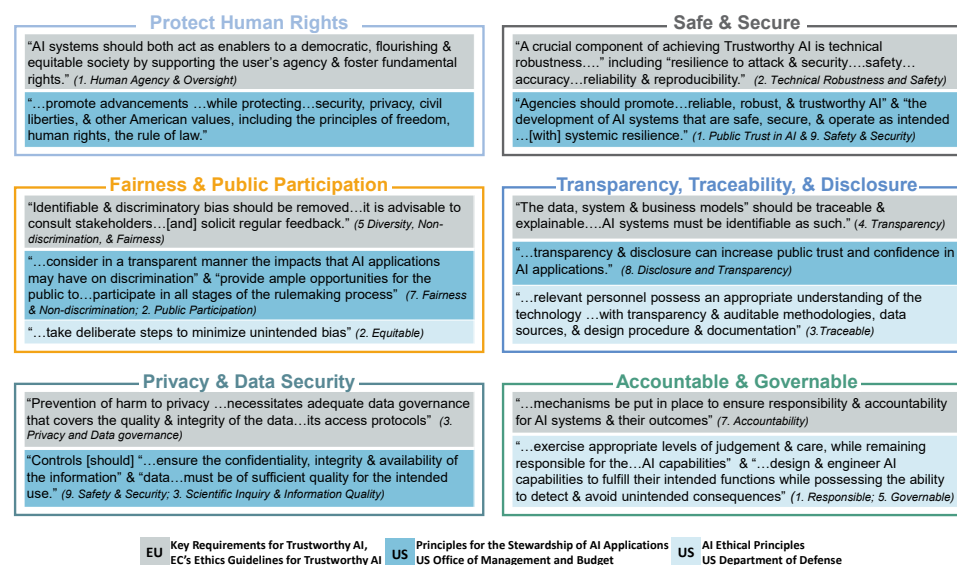 Protect Human Rights
“AI systems should both act as enablers to a democratic, flourishing &
equitable society by supporting the user’s agency & foster fundamental
rights.” (1. Human Agency & Oversight)
“…promote advancements …while protecting…security, privacy, civil
liberties, & other American values, including the principles of freedom,
human rights, the rule of law.”
Safe & Secure
“A crucial component of achieving Trustworthy AI is technical
robustness….” including “resilience to attack & security….safety…
accuracy…reliability & reproducibility.” (2. Technical Robustness and Safety)
“Agencies should promote…reliable, robust, & trustworthy AI” & “the
development of AI systems that are safe, secure, & operate as intended
…[with] systemic resilience.” (1. Public Trust in AI & 9. Safety & Security)
Fairness & Public Participation
“Identifiable & discriminatory bias should be removed…it is advisable to
consult stakeholders…[and] solicit regular feedback.” (5 Diversity, Non-
discrimination, & Fairness)
“…consider in a transparent manner the impacts that AI applications
may have on discrimination” & “provide ample opportunities for the
public to…participate in all stages of the rulemaking process” (7. Fairness
& Non-discrimination; 2. Public Participation)
“…take deliberate steps to minimize unintended bias” (2. Equitable)
Transparency, Traceability, & Disclosure
“The data, system & business models” should be traceable &
explainable….AI systems must be identifiable as such.” (4. Transparency)
“…transparency & disclosure can increase public trust and confidence in
AI applications.” (8. Disclosure and Transparency)
“…relevant personnel possess an appropriate understanding of the
technology …with transparency & auditable methodologies, data
sources, & design procedure & documentation” (3.Traceable)
Privacy & Data Security
“Prevention of harm to privacy …necessitates adequate data governance
that covers the quality & integrity of the data…its access protocols” (3.
Privacy and Data governance)
“Controls [should] “…ensure the confidentiality, integrity & availability of
the information” & “data…must be of sufficient quality for the intended
use.” (9. Safety & Security; 3. Scientific Inquiry & Information Quality)
Accountable & Governable
“…mechanisms be put in place to ensure responsibility & accountability
for AI systems & their outcomes” (7. Accountability)
“…exercise appropriate levels of judgement & care, while remaining
responsible for the…AI capabilities” & “…design & engineer AI
capabilities to fulfill their intended functions while possessing the ability
to detect & avoid unintended consequences” (1. Responsible; 5. Governable)
EU Key Requirements for Trustworthy AI,
EC’s Ethics Guidelines for Trustworthy AI
US Principles for the Stewardship of AI Applications
US Office of Management and Budget
US AI Ethical Principles
US Department of Defense